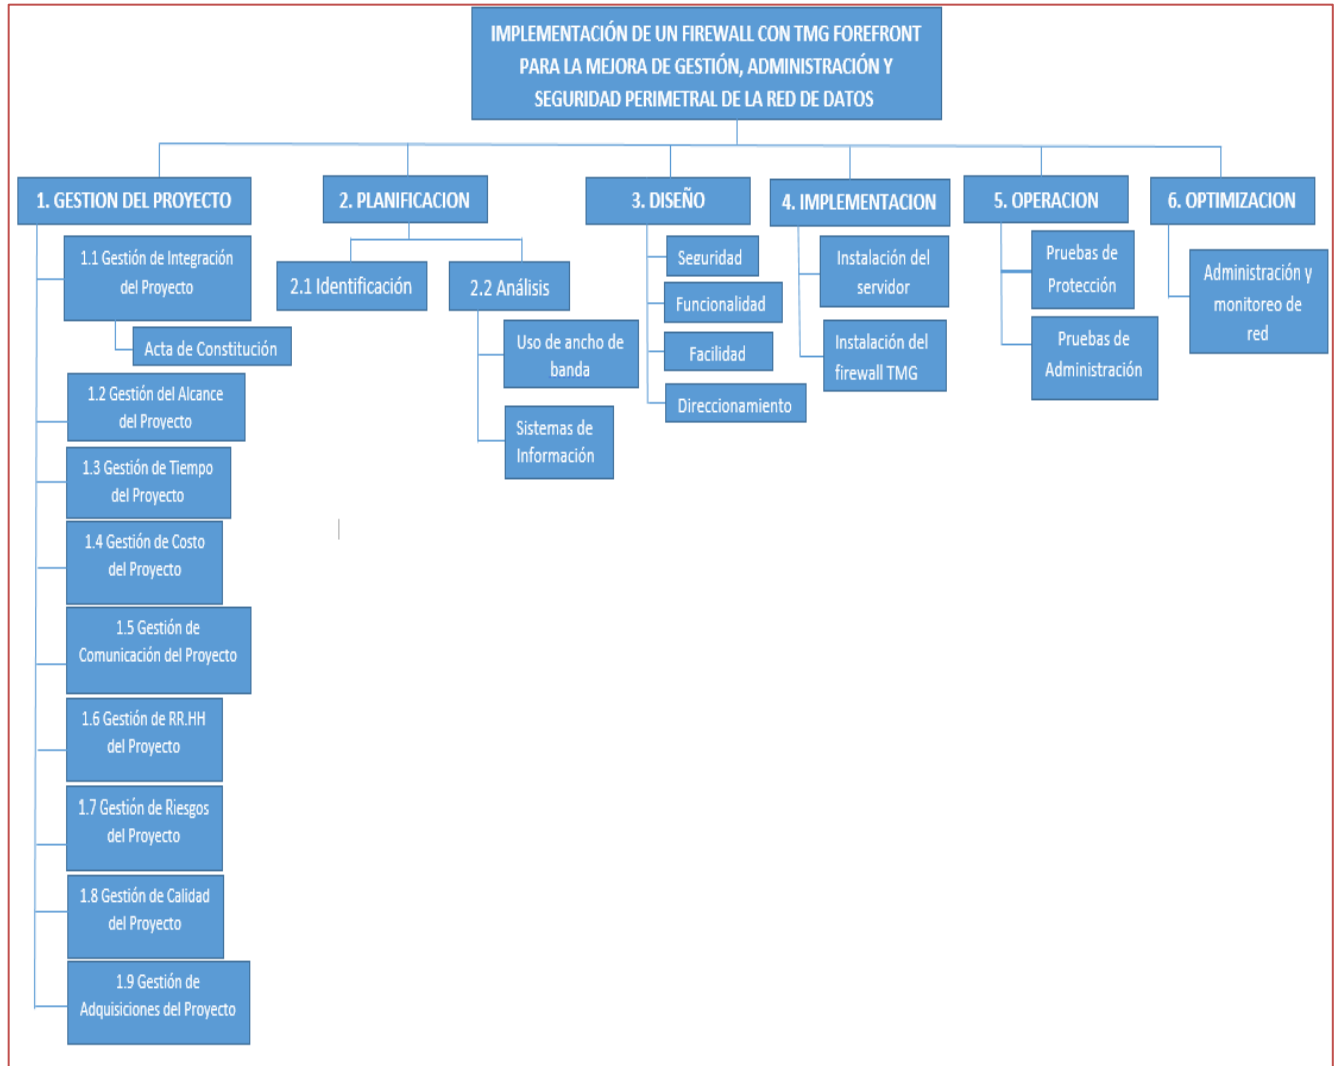 IMPLEMENTACIÓN DE UN FIREWALL CON TMG FOREFRONT
PARA LA MEJORA DE GESTIÓN, ADMINISTRACIÓN Y
SEGURIDAD PERIMETRAL DE LA RED DE DATOS
1. GESTION DEL PROYECTO
1.1 Gestión de Integración
del Proyecto
Acta de Constitución
1.2 Gestión del Alcance
del Proyecto
1.3 Gestión de Tiempo
del Proyecto
1.4 Gestión de Costo
del Proyecto
1.5 Gestión de
Comunicación del Proyecto
1.6 Gestión de RR.HH
del Proyecto
1.7 Gestión de Riesgos
del Proyecto
1.8 Gestión de Calidad
del Proyecto
1.9 Gestión de
Adquisiciones del Proyecto
2. PLANIFICACION
2.1 Identificación
2.2 Análisis
Uso de ancho de
banda
Sistemas de
Información
3. DISEÑO
Seguridad
Funcionalidad
Facilidad
Direccionamiento
4. IMPLEMENTACION
Instalación del
servidor
Instalación del
firewall TMG
5. OPERACION
Pruebas de
Protección
Pruebas de
Administración
6. OPTIMIZACION
Administración y
monitoreo de
red